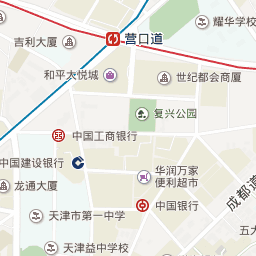 耀华学校
吉利大厦
营口道
和平大悦城
世纪都会商厦
复兴公园
中国工商银行
中国建设银行
华润万家
便利超市
龙通大厦
成都道
中国银行
天津市第一中学
五大
天津益中学校